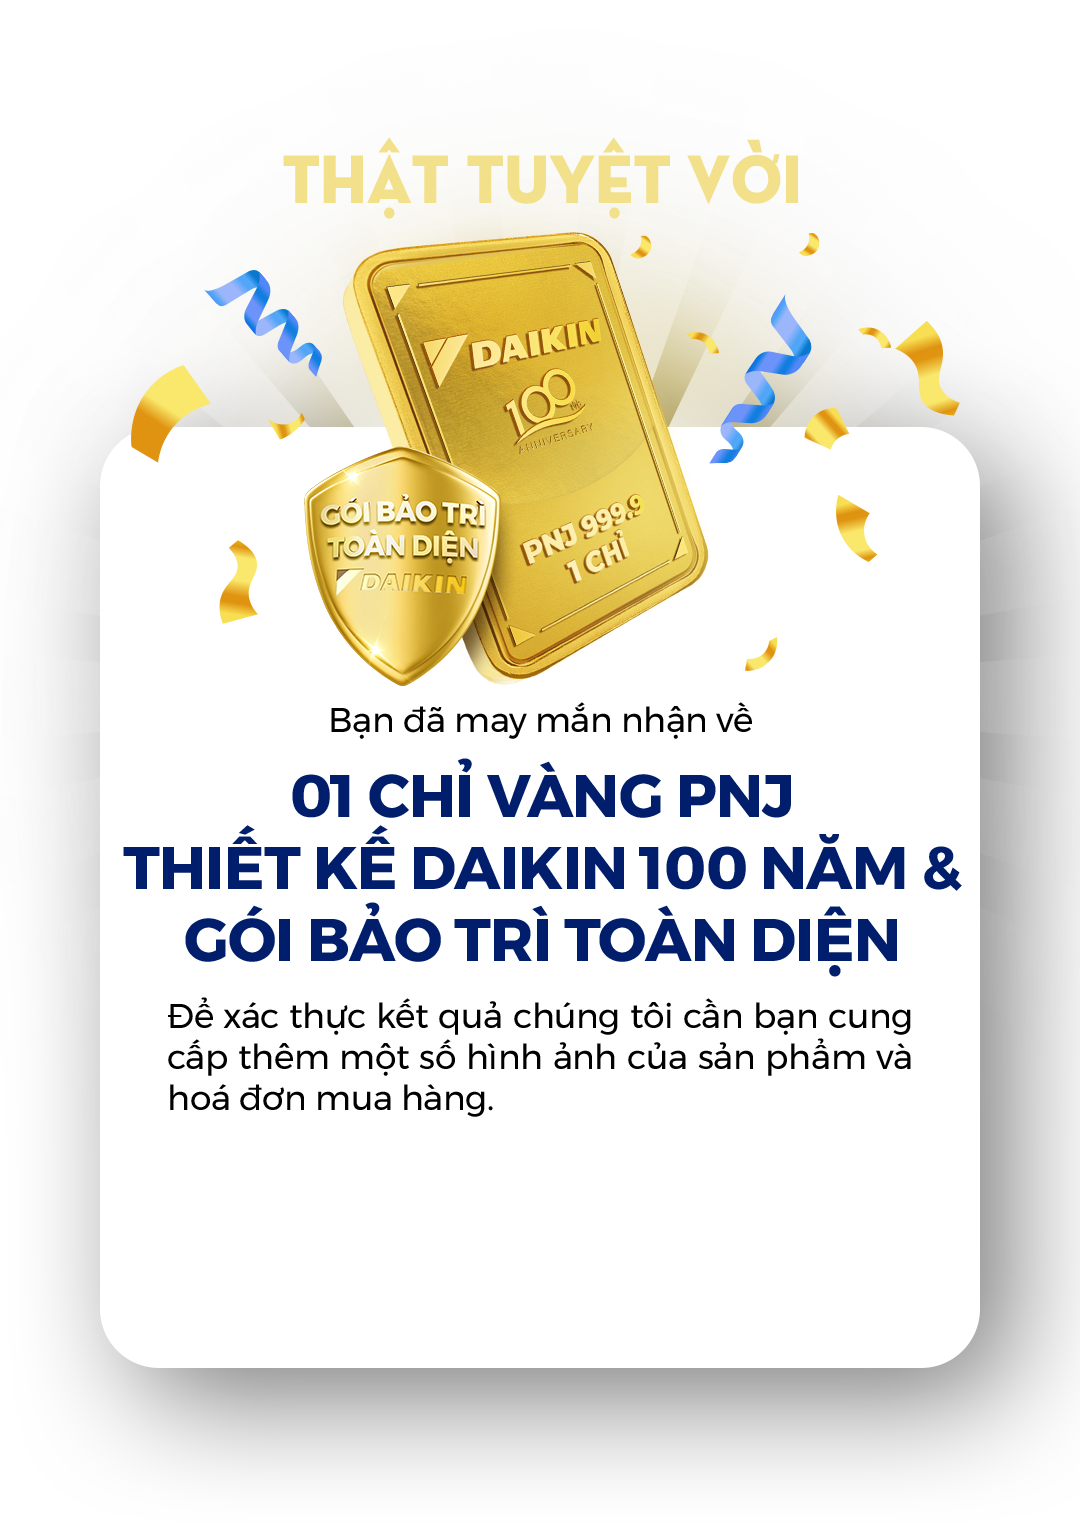 THẬT TUYỆT VỜI
DAIKIN
100
TH
ANNIVERSARY
PNJ 999.9
1 CHỈ
GÓI BẢO TRÌ
TOÀN DIỆN
DAIKIN
Bạn đã may mắn nhận về
01 CHỈ VÀNG PNJ
THIẾT KẾ DAIKIN 100 NĂM &
GÓI BẢO TRÌ TOÀN DIỆN
Để xác thực kết quả chúng tôi cần bạn cung
cấp thêm một số hình ảnh của sản phẩm và
hoá đơn mua hàng.